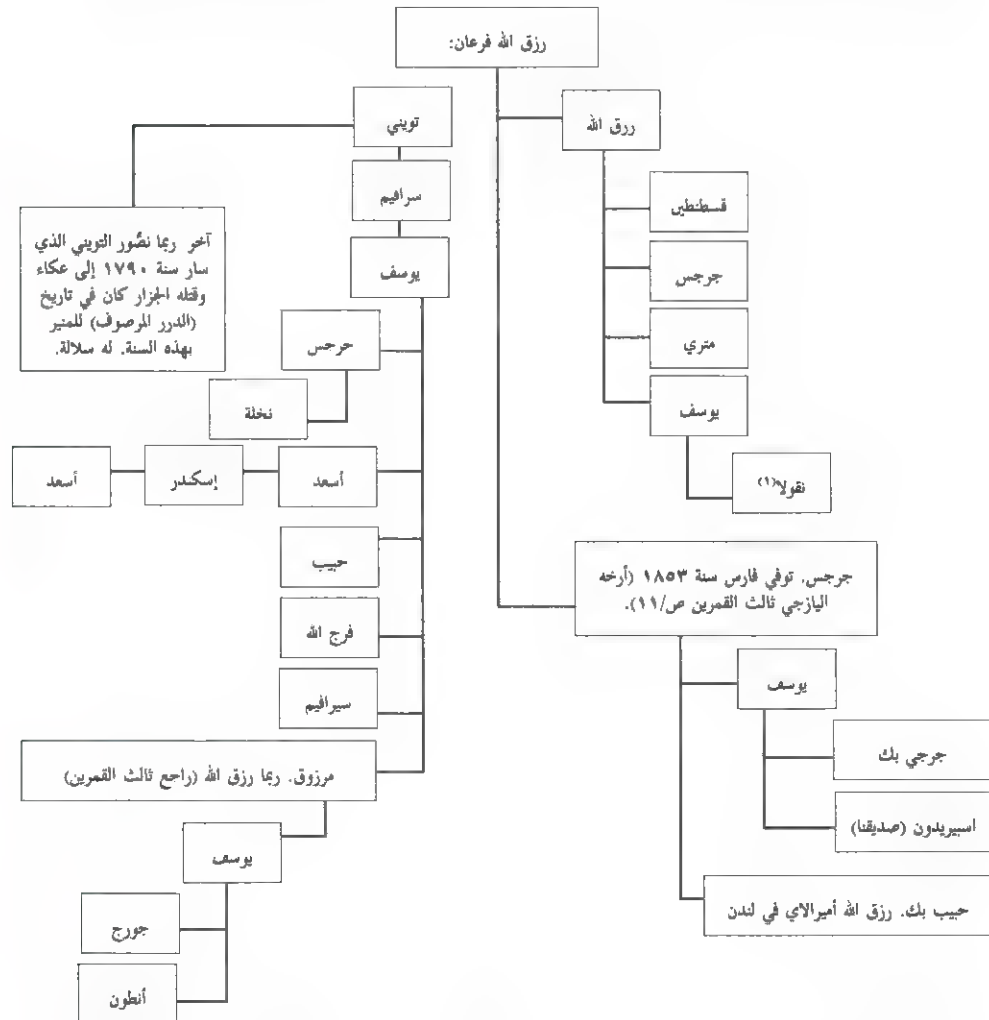 رزق الله فرعان:
رزق الله
قسطنطين
جرجس
متري
يوسف
نقولا(١)
جرجس. توفي فارس سنة ١٨٥٣ (أرخه
اليازجي ثالث القمرين ص/١١).
يوسف
جرجي بك
اسبيريدون (صديقنا)
حبيب بك. رزق الله أميرالاي في لندن
تويني
آخر ربما نصُّور التويني الذي
سار سنة ١٧٩٠ إلى عكاء
وقتله الجزار كان في تاريخ
(الدرر المرصوف) للمنير
بهذه السنة. له سلالة.
سرافيم
يوسف
جرجس
نخلة
أسعد
إسكندر
أسعد
حبيب
فرج الله
سيرافيم
مرزوق. ربما رزق الله (راجع ثالث القمرين)
يوسف
جورج
أنطون